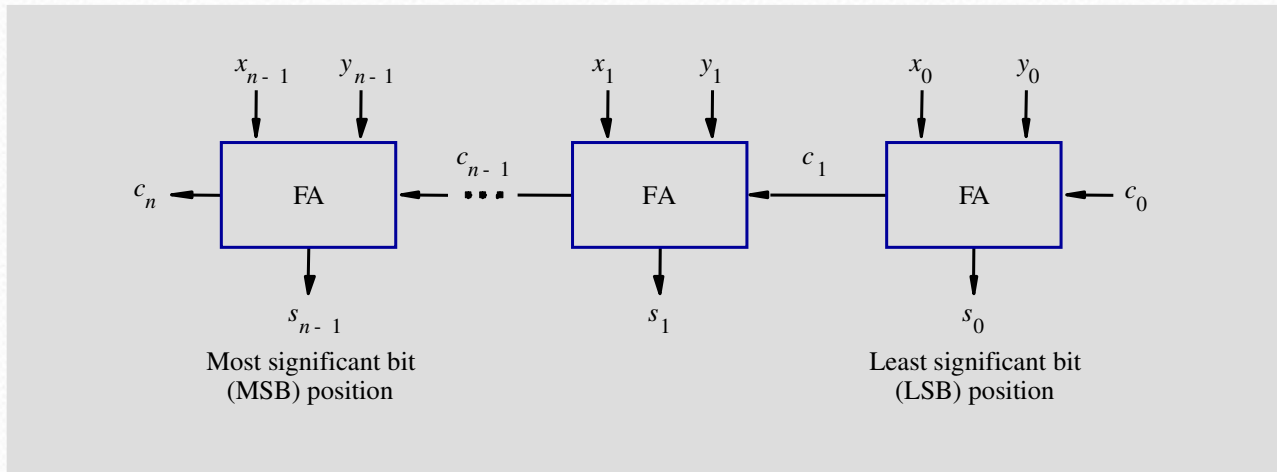 x_{n-1} y_{n-1} x_1 y_1 x_0 y_0
c_n FA c_{n-1} FA c_1 FA c_0
s_{n-1} s_1 s_0
Most significant bit
(MSB) position
Least significant bit
(LSB) position